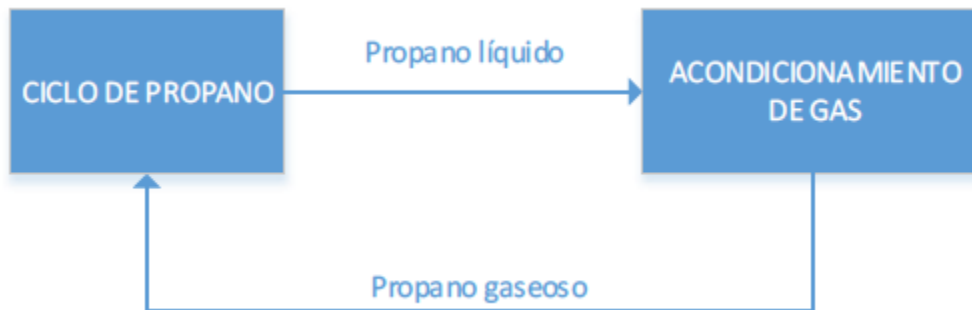 Propano líquido
CICLO DE PROPANO
ACONDICIONAMIENTO
DE GAS
Propano gaseoso